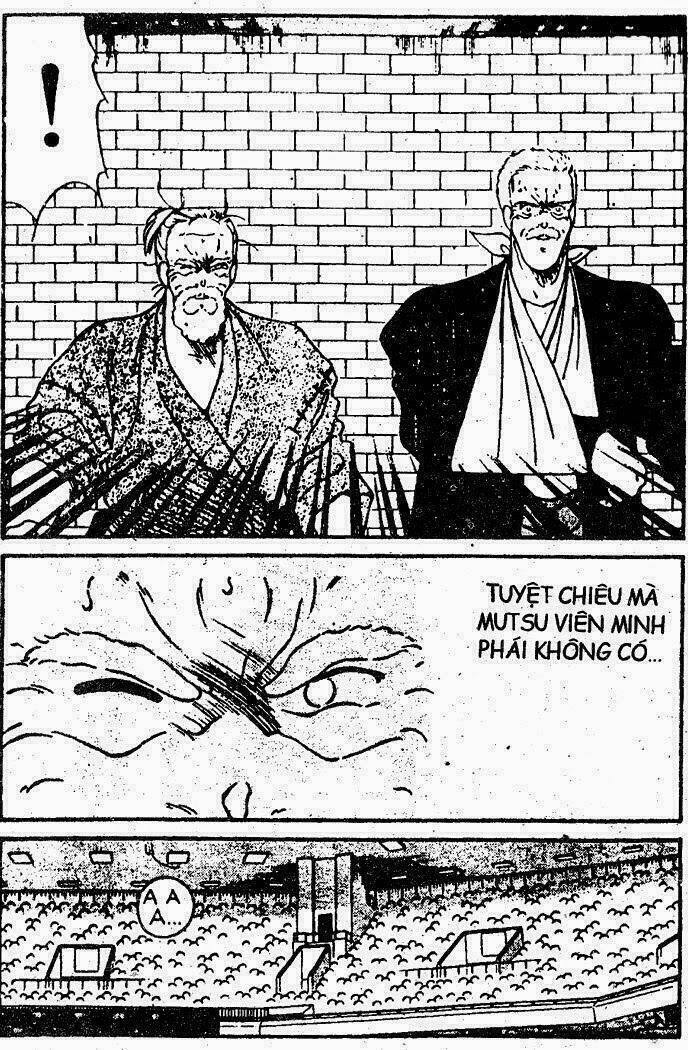 !
TUYỆT CHIÊU MÀ
MUTSU VIÊN MINH
PHÁI KHÔNG CÓ...
A A
A...